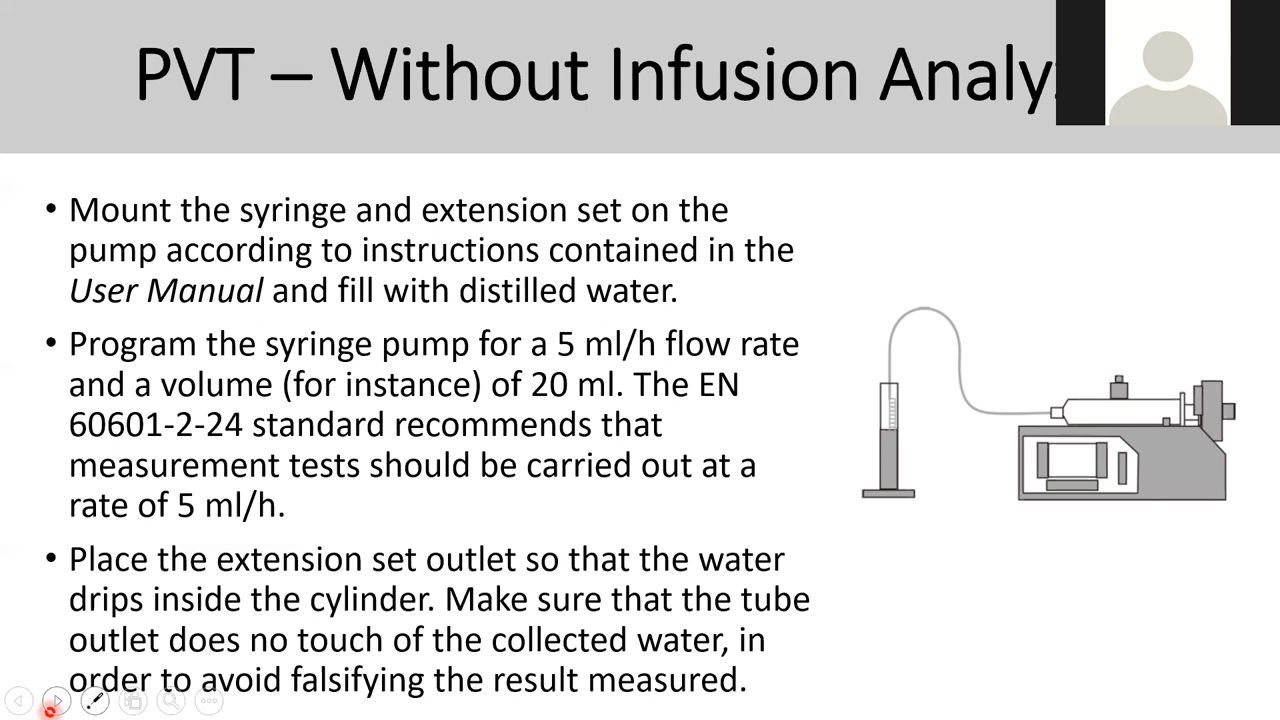 PVT – Without Infusion Analy
• Mount the syringe and extension set on the
pump according to instructions contained in the
User Manual and fill with distilled water.
• Program the syringe pump for a 5 ml/h flow rate
and a volume (for instance) of 20 ml. The EN
60601-2-24 standard recommends that
measurement tests should be carried out at a
rate of 5 ml/h.
• Place the extension set outlet so that the water
drips inside the cylinder. Make sure that the tube
outlet does no touch of the collected water, in
order to avoid falsifying the result measured.